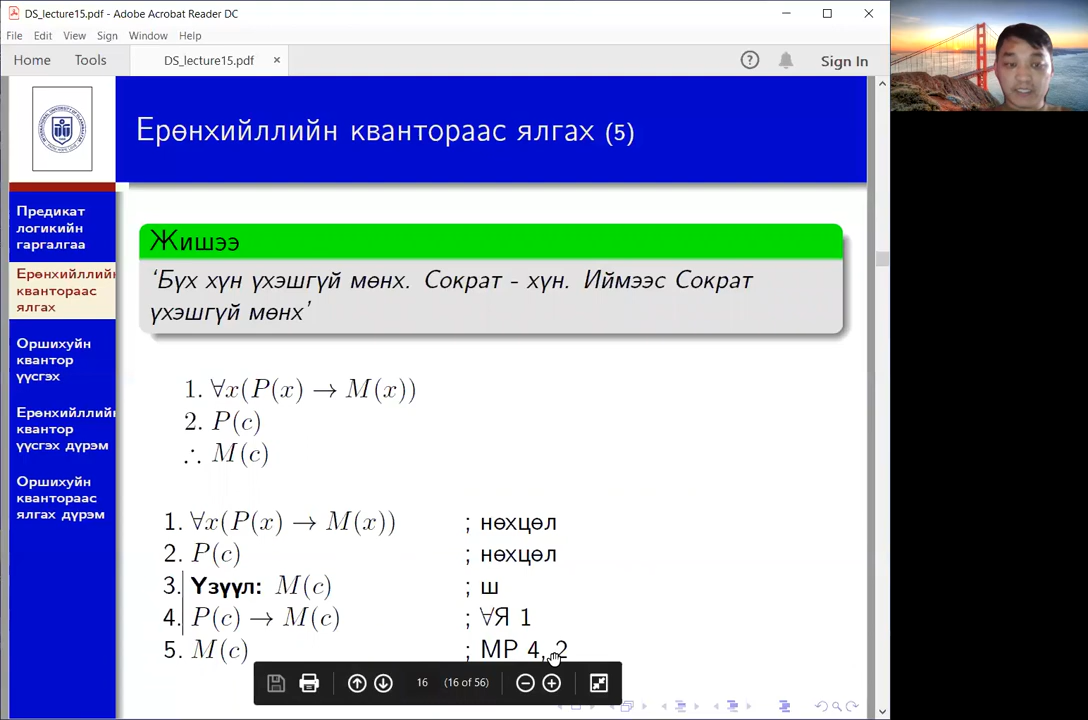 DS_lecture15.pdf - Adobe Acrobat Reader DC
File Edit View Sign Window Help
Home Tools DS_lecture15.pdf × Sign In
Ерөнхийллийн квантораас ялгах (5)
Предикат
логикийн
гаргалгаа
Ерөнхийллийн
квантораас
ялгах
Оршихуйн
квантор
үүсгэх
Ерөнхийллийн
квантор
үүсгэх дүрэм
Оршихуйн
квантораас
ялгах дүрэм
Жишээ
‘Бүх хүн үхэшгүй мөнх. Сократ - хүн. Иймээс Сократ
үхэшгүй мөнх’
1. ∀x(P(x) → M(x))
2. P(c)
∴ M(c)
1. ∀x(P(x) → M(x)) ; нөхцөл
2. P(c) ; нөхцөл
3. Үзүүл: M(c) ; ш
4. P(c) → M(c) ; ∀Я 1
5. M(c) ; MP 4, 2
16 (16 of 56)